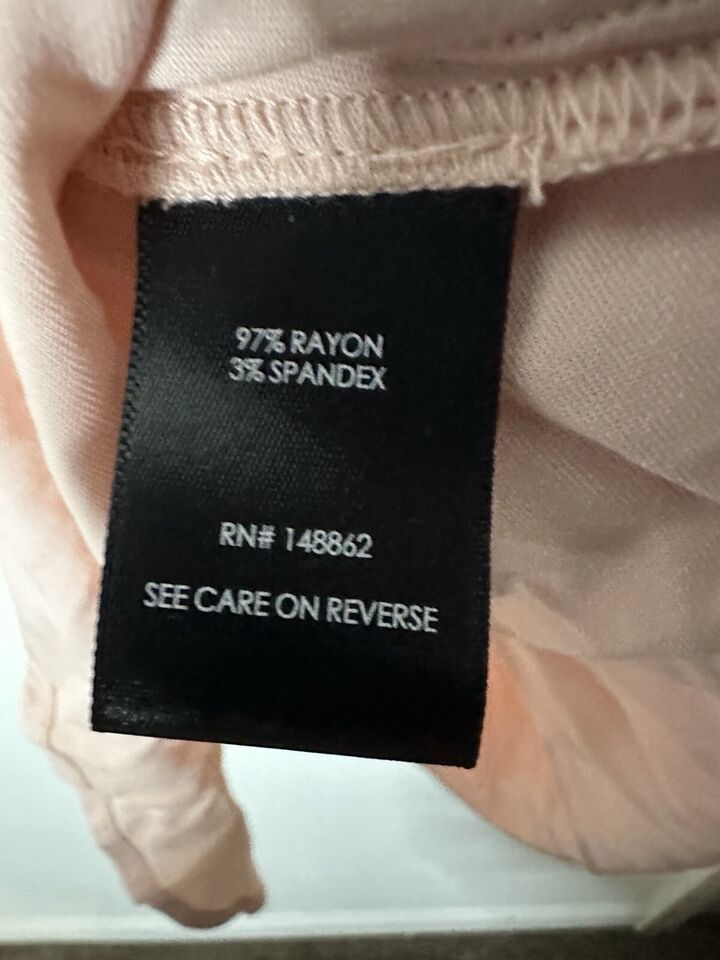 97% RAYON
3% SPANDEX
RN# 148862
SEE CARE ON REVERSE